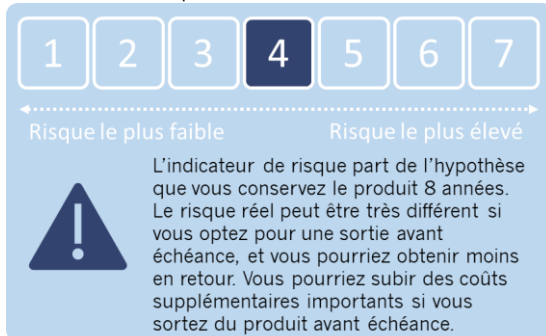 1 2 3 4 5 6 7
Risque le plus faible Risque le plus élevé
L'indicateur de risque part de l'hypothèse
que vous conservez le produit 8 années.
Le risque réel peut être très différent si
vous optez pour une sortie avant
échéance, et vous pourriez obtenir moins
en retour. Vous pourriez subir des coûts
supplémentaires importants si vous
sortez du produit avant échéance.